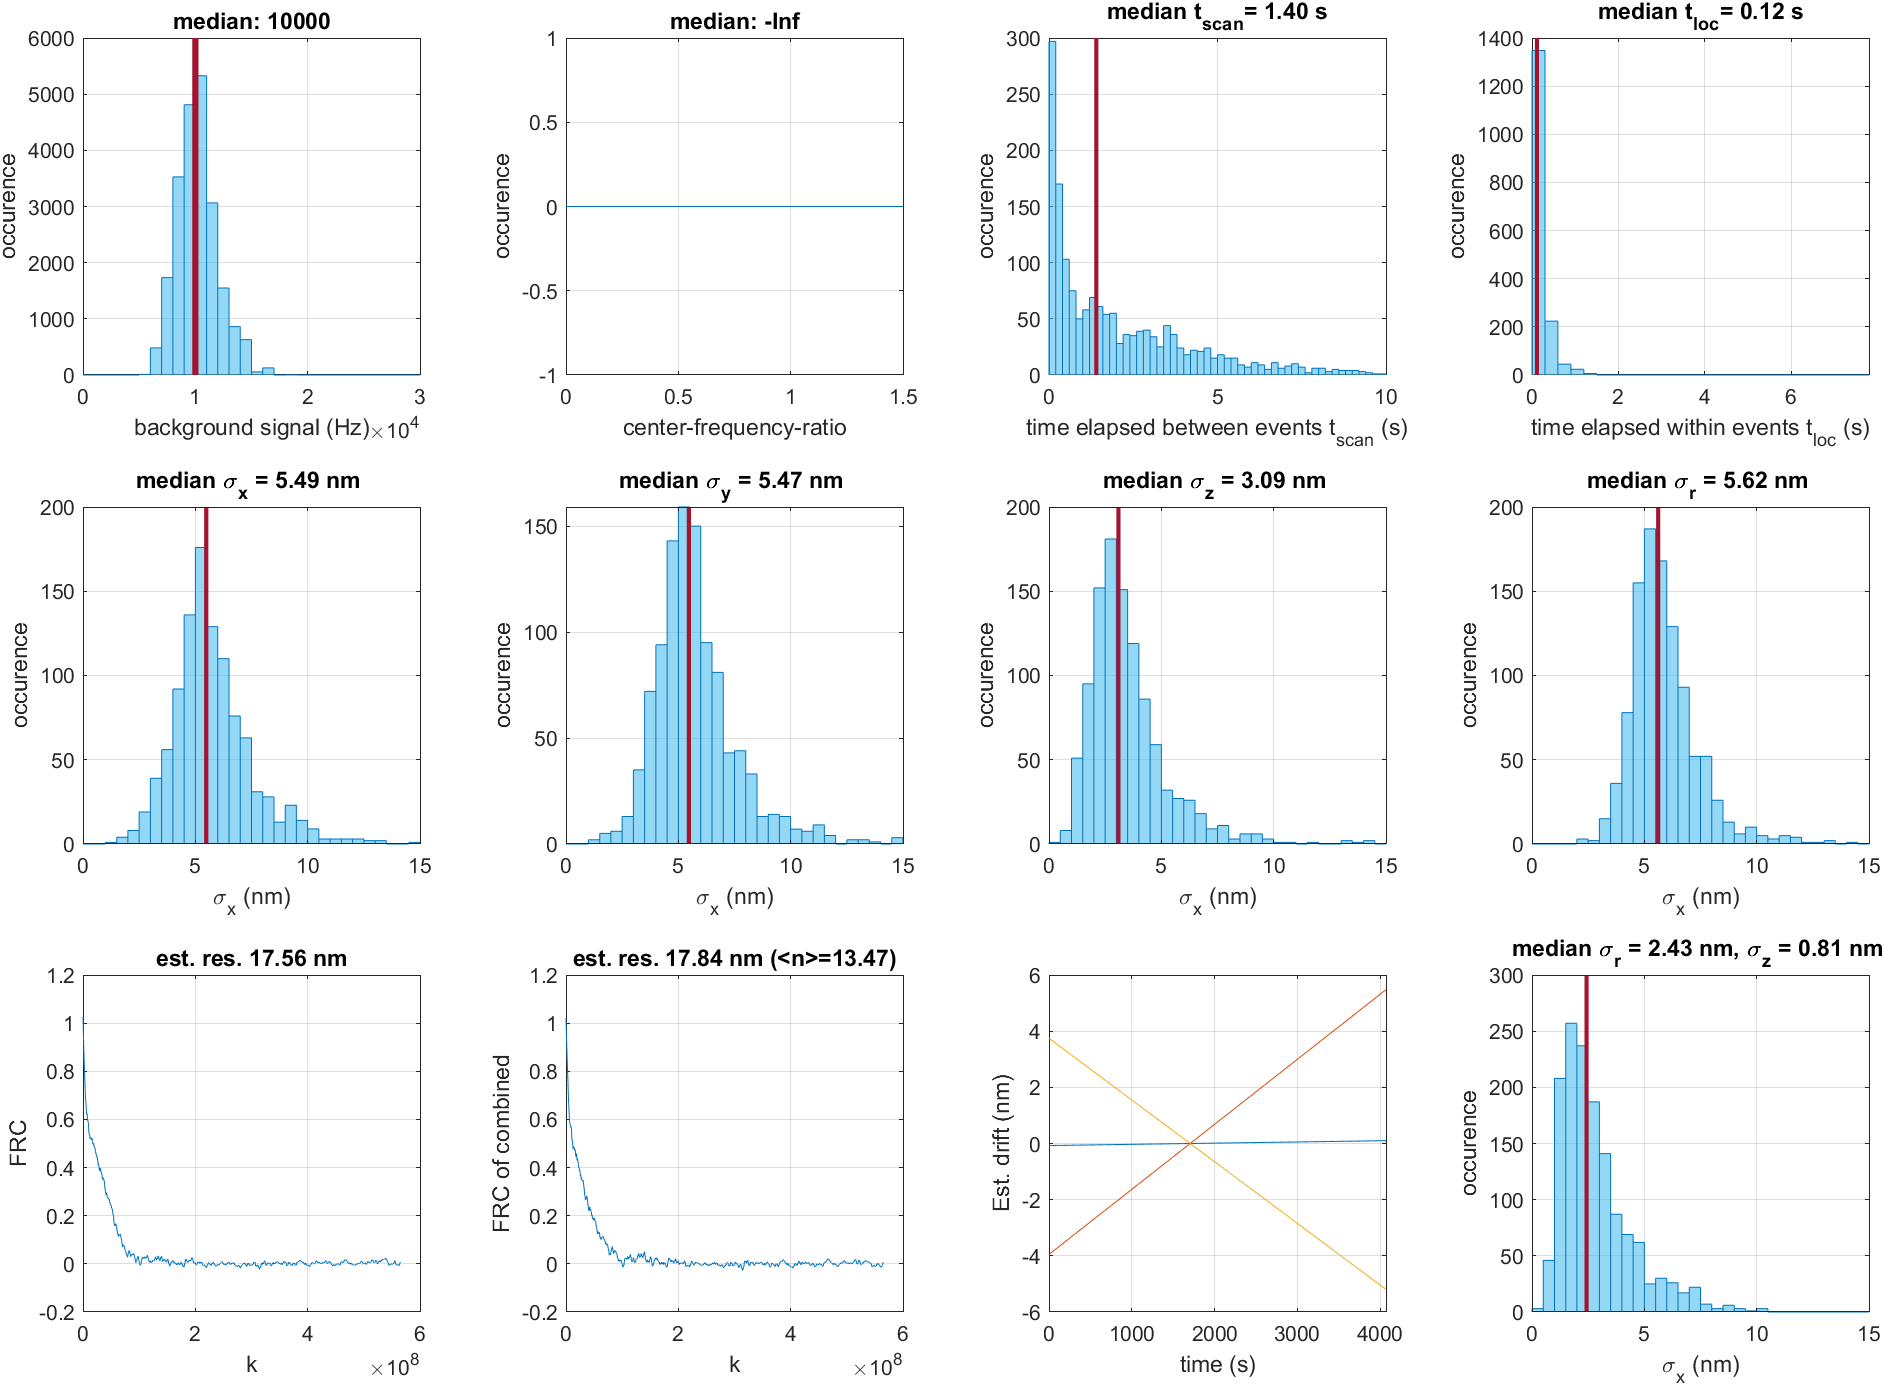 median: 10000
6000
5000
4000
3000
2000
1000
0
occurence
0 1 2 3
background signal (Hz) ×10^4
median: -Inf
1
0.5
0
-0.5
-1
occurence
0 0.5 1 1.5
center-frequency-ratio
median t_scan= 1.40 s
300
250
200
150
100
50
0
occurence
0 5 10
time elapsed between events t_scan (s)
median t_loc= 0.12 s
1400
1200
1000
800
600
400
200
0
occurence
0 2 4 6
time elapsed within events t_loc (s)
median σ_x = 5.49 nm
200
150
100
50
0
occurence
0 5 10 15
σ_x (nm)
median σ_y = 5.47 nm
150
100
50
0
occurence
0 5 10 15
σ_x (nm)
median σ_z = 3.09 nm
200
150
100
50
0
occurence
0 5 10 15
σ_x (nm)
median σ_r = 5.62 nm
200
150
100
50
0
occurence
0 5 10 15
σ_x (nm)
est. res. 17.56 nm
1.2
1
0.8
0.6
0.4
0.2
0
-0.2
FRC
0 2 4 6
k ×10^8
est. res. 17.84 nm (<n>=13.47)
1.2
1
0.8
0.6
0.4
0.2
0
-0.2
FRC of combined
0 2 4 6
k ×10^8
6
4
2
0
-2
-4
-6
Est. drift (nm)
0 1000 2000 3000 4000
time (s)
median σ_r = 2.43 nm, σ_z = 0.81 nm
300
250
200
150
100
50
0
occurence
0 5 10 15
σ_x (nm)